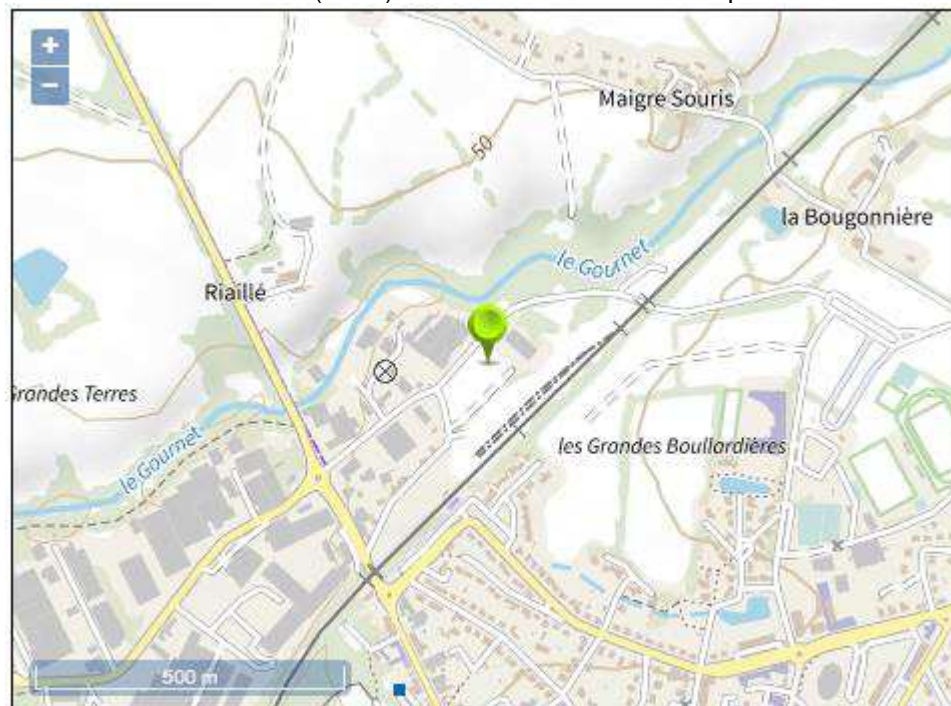 +
−
Maigre Souris
50
la Bougonnière
le Gournet
Riaillé
Grandes Terres
les Grandes Boullardières
le Gournet
500 m